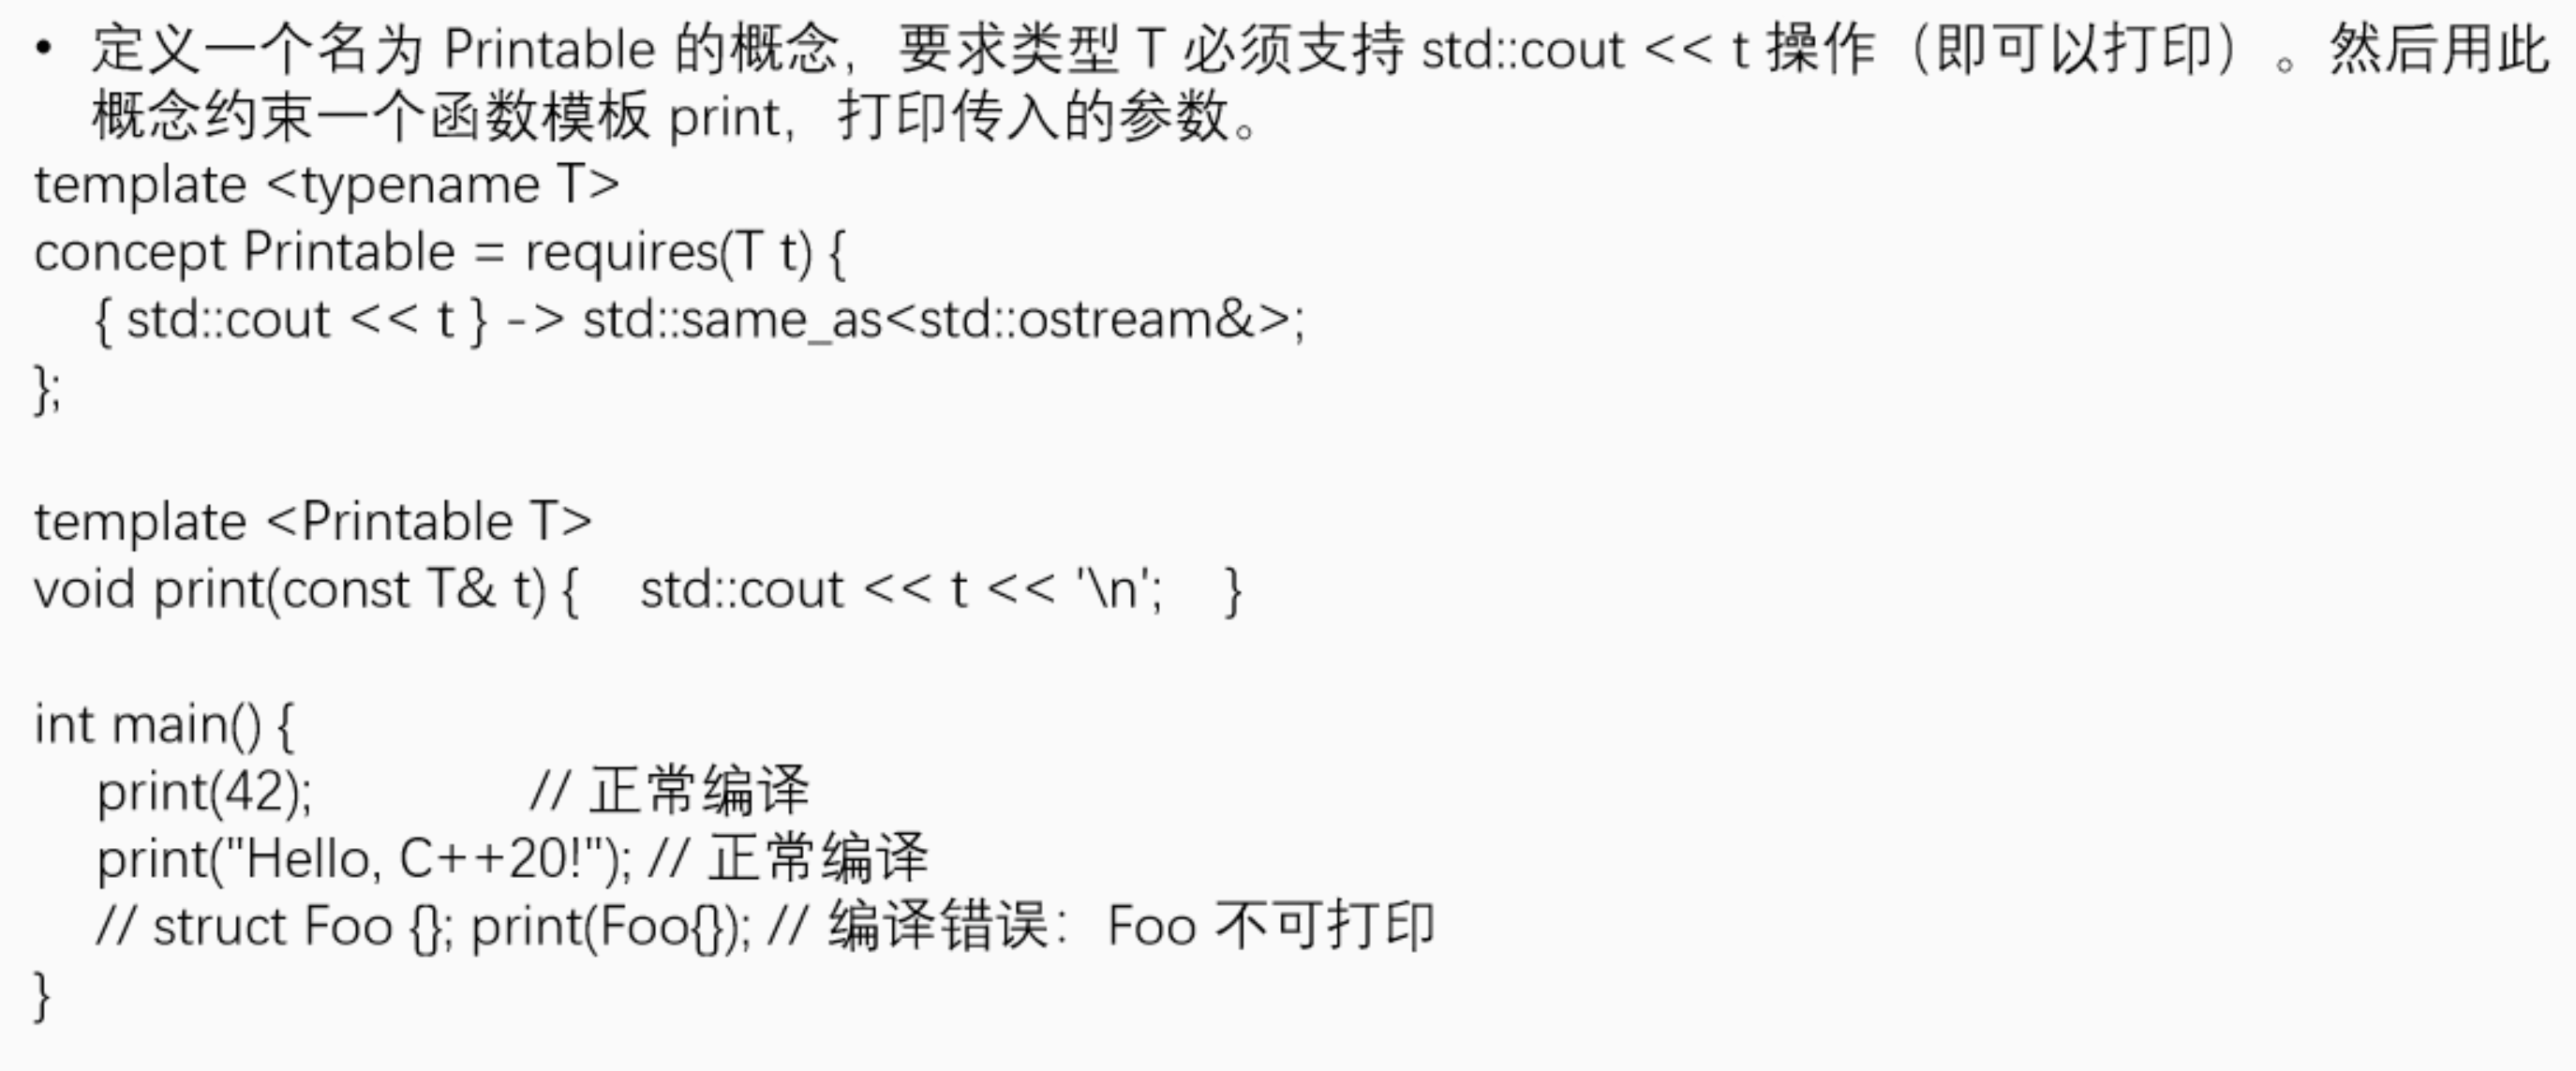 • 定义一个名为 Printable 的概念，要求类型 T 必须支持 std::cout << t 操作（即可以打印）。然后用此
概念约束一个函数模板 print，打印传入的参数。
template <typename T>
concept Printable = requires(T t) {
    { std::cout << t } -> std::same_as<std::ostream&>;
};
template <Printable T>
void print(const T& t) {    std::cout << t << '\n';    }
int main() {
    print(42);              // 正常编译
    print("Hello, C++20!"); // 正常编译
    // struct Foo {}; print(Foo{}); // 编译错误：Foo 不可打印
}